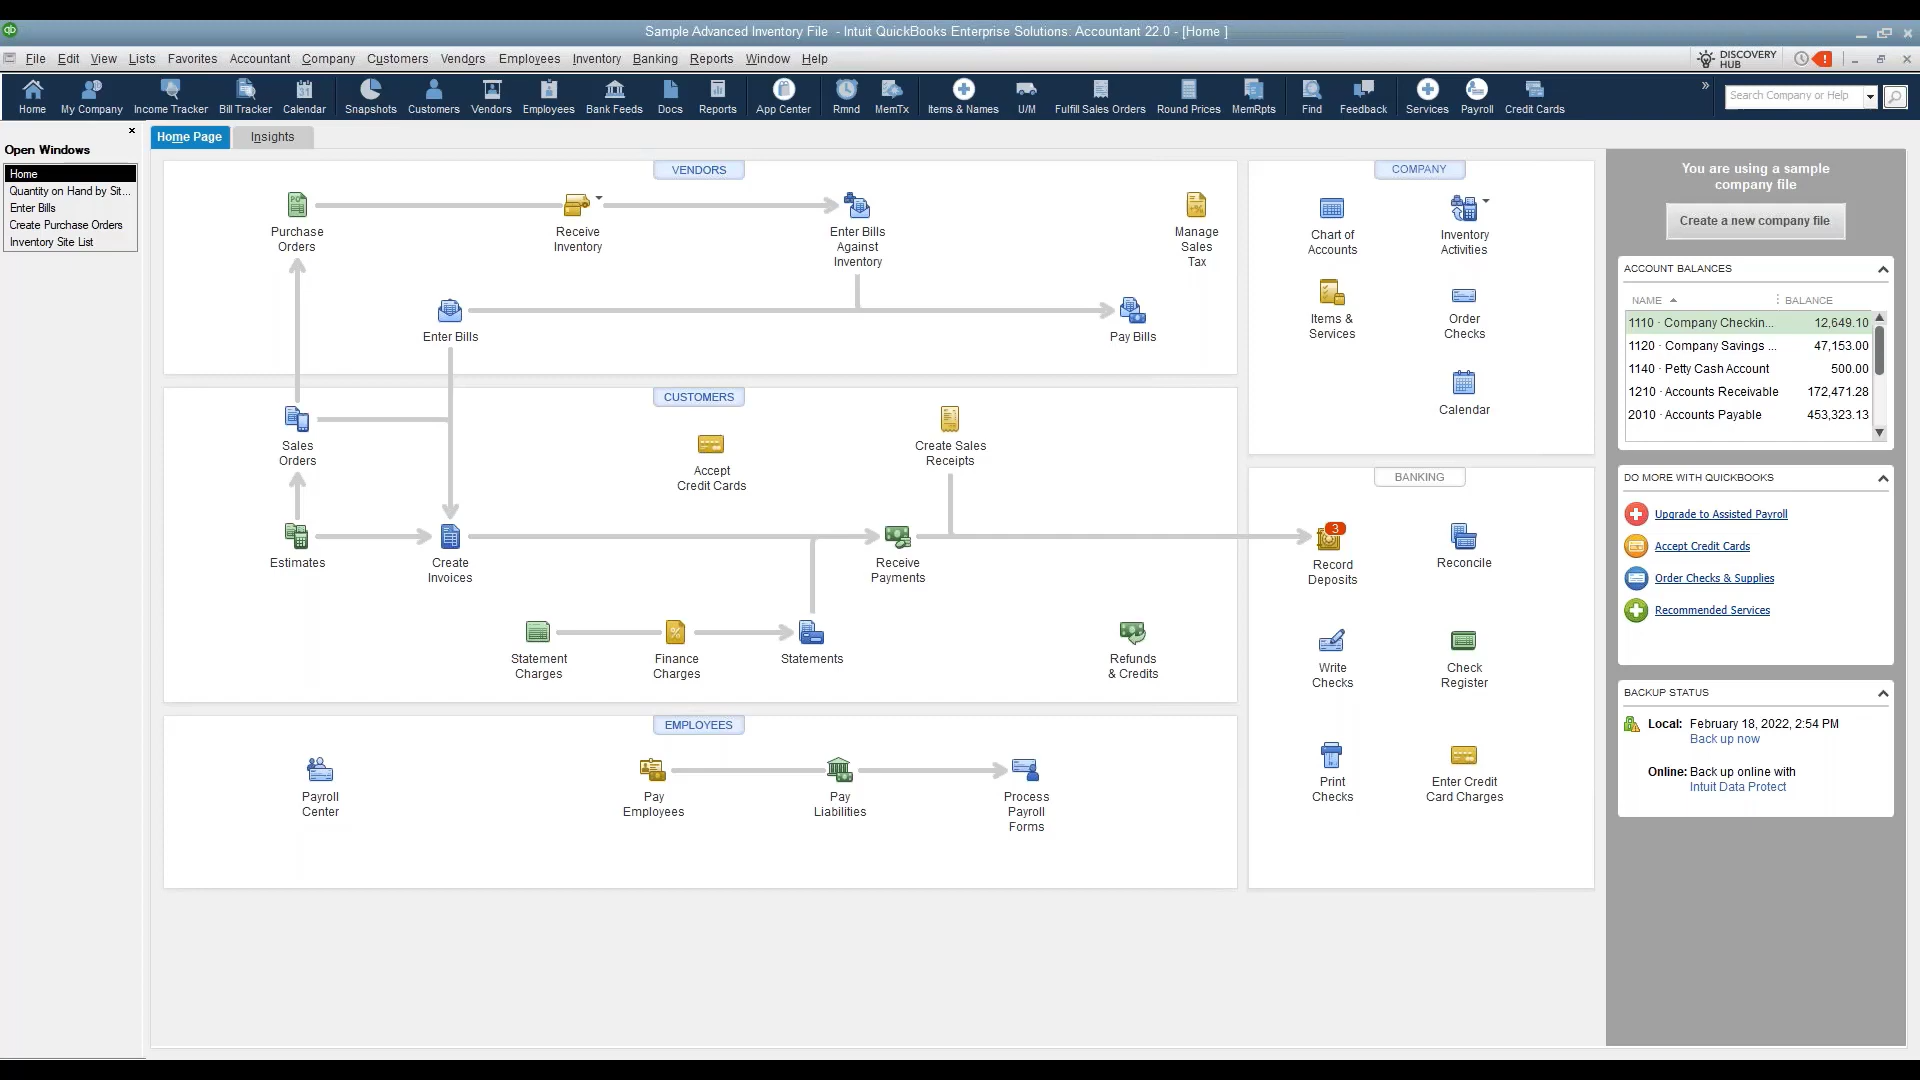 Sample Advanced Inventory File - Intuit QuickBooks Enterprise Solutions: Accountant 22.0 - [Home ]
File Edit View Lists Favorites Accountant Company Customers Vendors Employees Inventory Banking Reports Window Help
DISCOVERY
HUB
Home My Company Income Tracker Bill Tracker Calendar Snapshots Customers Vendors Employees Bank Feeds Docs Reports App Center Rmnd MemTx Items & Names U/M Fulfill Sales Orders Round Prices MemRpts Find Feedback Services Payroll Credit Cards
Search Company or Help
Open Windows
Home
Quantity on Hand by Sit...
Enter Bills
Create Purchase Orders
Inventory Site List
Home Page
Insights
VENDORS
Purchase
Orders
Receive
Inventory
Enter Bills
Against
Inventory
Manage
Sales
Tax
Enter Bills
Pay Bills
CUSTOMERS
Sales
Orders
Accept
Credit Cards
Create Sales
Receipts
Estimates
Create
Invoices
Receive
Payments
Statement
Charges
Finance
Charges
Statements
Refunds
& Credits
EMPLOYEES
Payroll
Center
Pay
Employees
Pay
Liabilities
Process
Payroll
Forms
COMPANY
Chart of
Accounts
Inventory
Activities
Items &
Services
Order
Checks
Calendar
BANKING
3
Record
Deposits
Reconcile
Write
Checks
Check
Register
Print
Checks
Enter Credit
Card Charges
You are using a sample
company file
Create a new company file
ACCOUNT BALANCES
NAME BALANCE
1110 · Company Checkin... 12,649.10
1120 · Company Savings ... 47,153.00
1140 · Petty Cash Account 500.00
1210 · Accounts Receivable 172,471.28
2010 · Accounts Payable 453,323.13
DO MORE WITH QUICKBOOKS
Upgrade to Assisted Payroll
Accept Credit Cards
Order Checks & Supplies
Recommended Services
BACKUP STATUS
Local: February 18, 2022, 2:54 PM
Back up now
Online: Back up online with
Intuit Data Protect